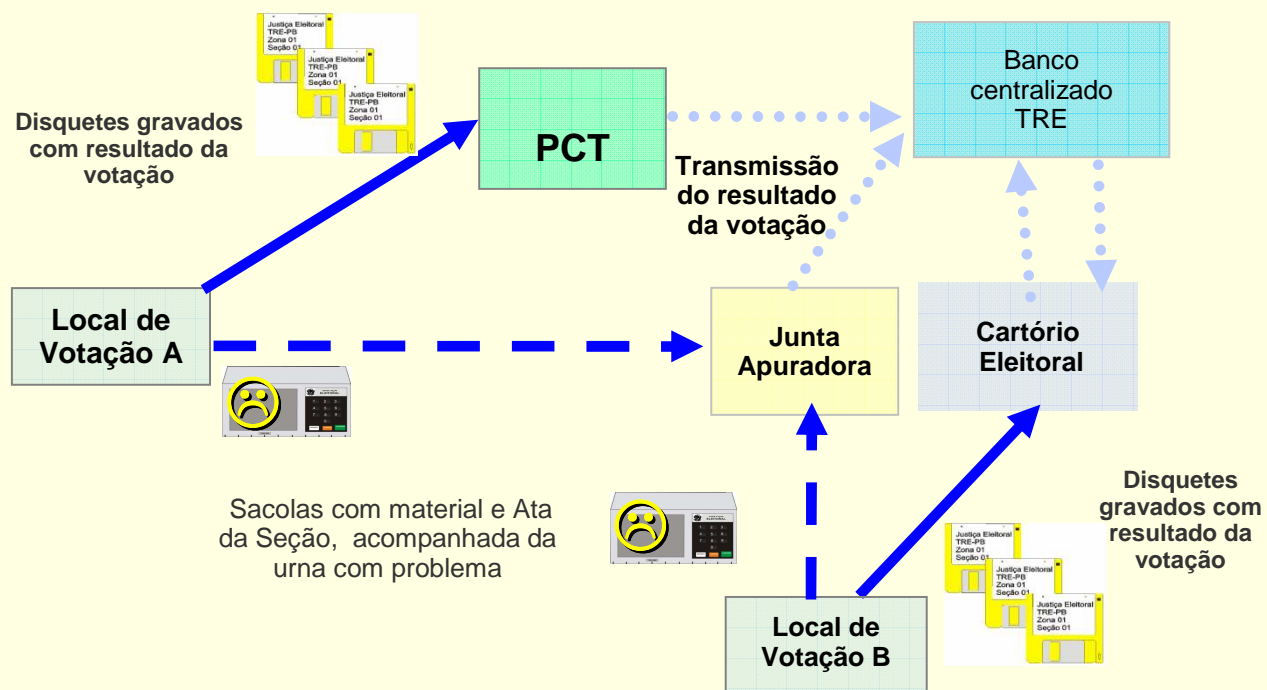 Justiça Eleitoral
TRE-PB
Zona 01
Seção 01
Justiça Eleitoral
TRE-PB
Zona 01
Seção 01
Justiça Eleitoral
TRE-PB
Zona 01
Seção 01
Disquetes gravados
com resultado da
votação
PCT
Banco
centralizado
TRE
Transmissão
do resultado
da votação
Local de
Votação A
Junta
Apuradora
Cartório
Eleitoral
Sacolas com material e Ata
da Seção, acompanhada da
urna com problema
Disquetes
gravados com
resultado da
votação
Justiça Eleitoral
TRE-PB
Zona 01
Seção 01
Justiça Eleitoral
TRE-PB
Zona 01
Seção 01
Justiça Eleitoral
TRE-PB
Zona 01
Seção 01
Local de
Votação B